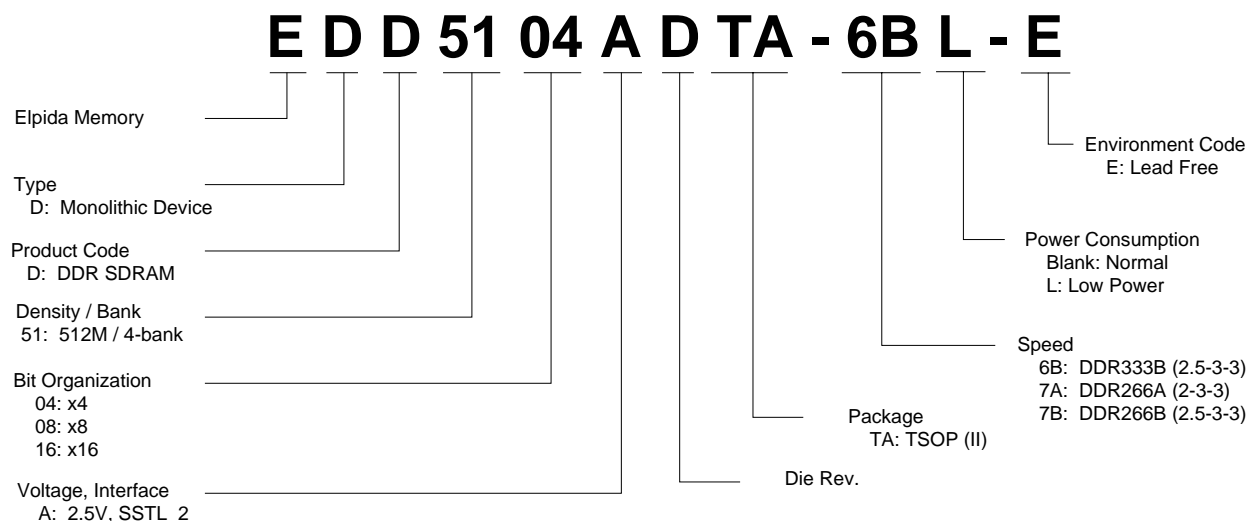 E D D 51 04 A D TA - 6B L - E
Elpida Memory
Type
D: Monolithic Device
Product Code
D: DDR SDRAM
Density / Bank
51: 512M / 4-bank
Bit Organization
04: x4
08: x8
16: x16
Voltage, Interface
A: 2.5V, SSTL_2
Die Rev.
Package
TA: TSOP (II)
Speed
6B: DDR333B (2.5-3-3)
7A: DDR266A (2-3-3)
7B: DDR266B (2.5-3-3)
Power Consumption
Blank: Normal
L: Low Power
Environment Code
E: Lead Free